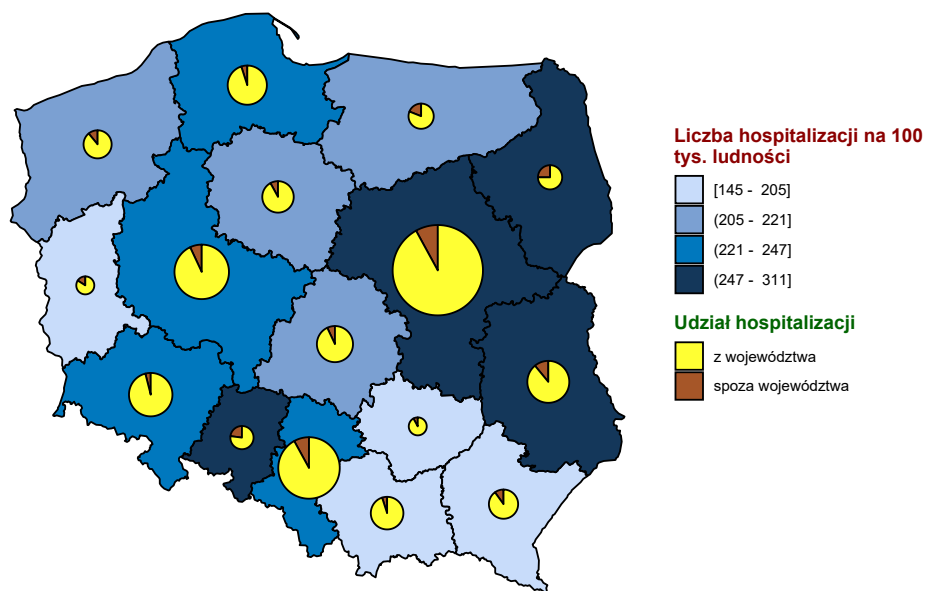 Liczba hospitalizacji na 100
tys. ludności
[145 - 205]
(205 - 221]
(221 - 247]
(247 - 311]
Udział hospitalizacji
z województwa
spoza województwa